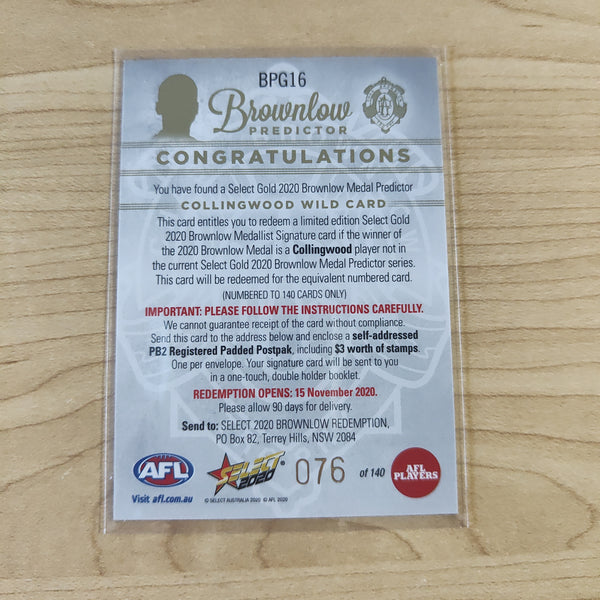 BPG16
Brownlow
PREDICTOR
CONGRATULATIONS
You have found a Select Gold 2020 Brownlow Medal Predictor
COLLINGWOOD WILD CARD
This card entitles you to redeem a limited edition Select Gold
2020 Brownlow Medallist Signature card if the winner of
the 2020 Brownlow Medal is a Collingwood player not in
the current Select Gold 2020 Brownlow Medal Predictor series.
This card will be redeemed for the equivalent numbered card.
(NUMBERED TO 140 CARDS ONLY)
IMPORTANT: PLEASE FOLLOW THE INSTRUCTIONS CAREFULLY.
We cannot guarantee receipt of the card without compliance.
Send this card to the address below and enclose a self-addressed
PB2 Registered Padded Postpak, including $3 worth of stamps.
One per envelope. Your signature card will be sent to you
in a one-touch, double holder booklet.
REDEMPTION OPENS: 15 November 2020.
Please allow 90 days for delivery.
Send to: SELECT 2020 BROWNLOW REDEMPTION,
PO Box 82, Terrey Hills, NSW 2084
AFL
Visit afl.com.au
SELECT
2020
© SELECT AUSTRALIA 2020 © AFL 2020
076 of 140
AFL
PLAYERS